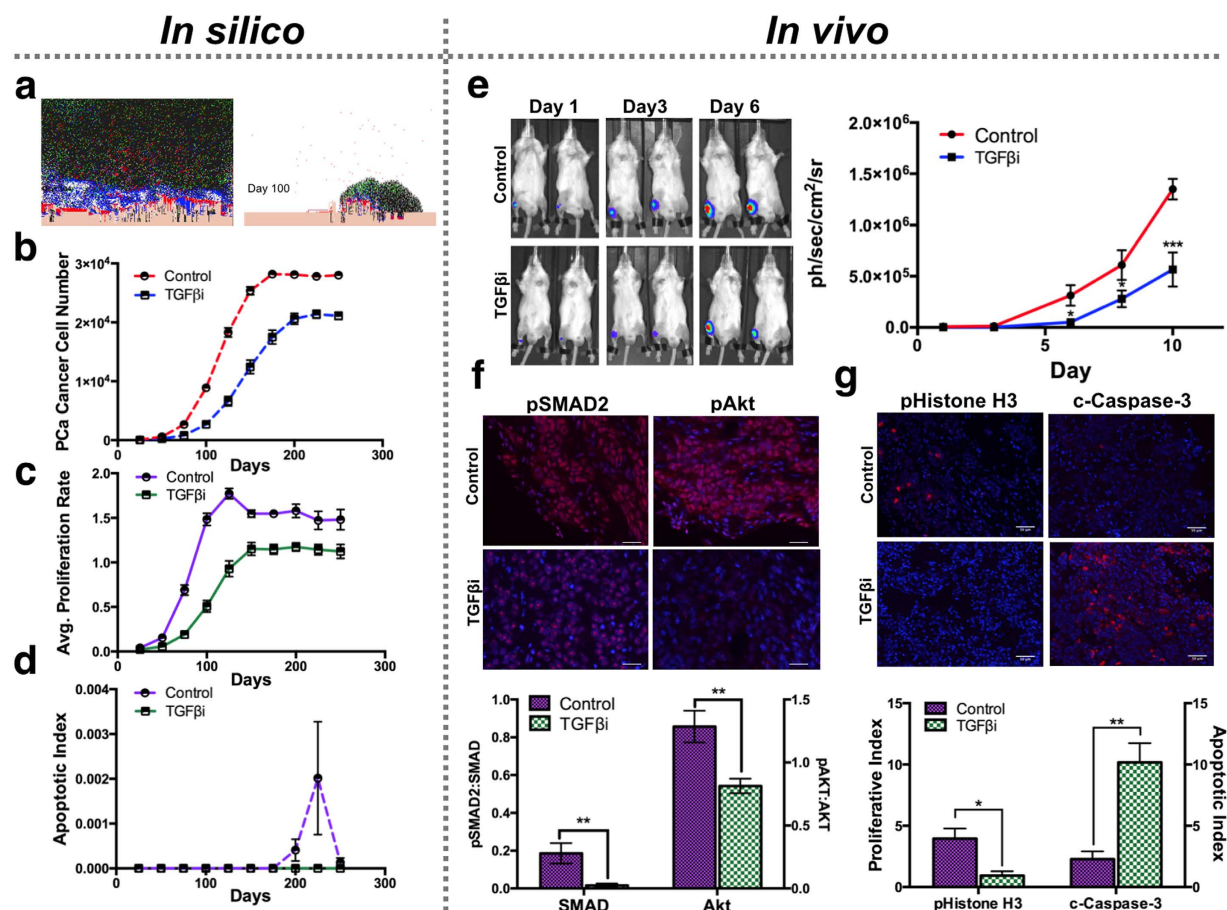 In silico
In vivo
a
Day 100
b
3×10⁴
2×10⁴
1×10⁴
0
PCa Cancer Cell Number
Control
TGFβi
0 100 200 300
Days
c
2.0
1.5
1.0
0.5
0.0
Avg. Proliferation Rate
Control
TGFβi
0 100 200 300
Days
d
0.004
0.003
0.002
0.001
0.000
Apoptotic Index
Control
TGFβi
0 100 200 300
Days
e
Day 1 Day3 Day 6
Control
TGFβi
2.0×10⁶
1.5×10⁶
1.0×10⁶
5.0×10⁵
0.0
ph/sec/cm²/sr
Control
TGFβi
*
*
***
0 5 10
Day
f
pSMAD2 pAkt
Control
TGFβi
1.0
0.8
0.6
0.4
0.2
0.0
pSMAD2:SMAD
Control
TGFβi
**
**
1.5
1.0
0.5
0.0
pAKT:AKT
SMAD Akt
g
pHistone H3 c-Caspase-3
Control
TGFβi
15
10
5
0
Proliferative Index
Control
TGFβi
*
**
15
10
5
0
Apoptotic Index
pHistone H3 c-Caspase-3